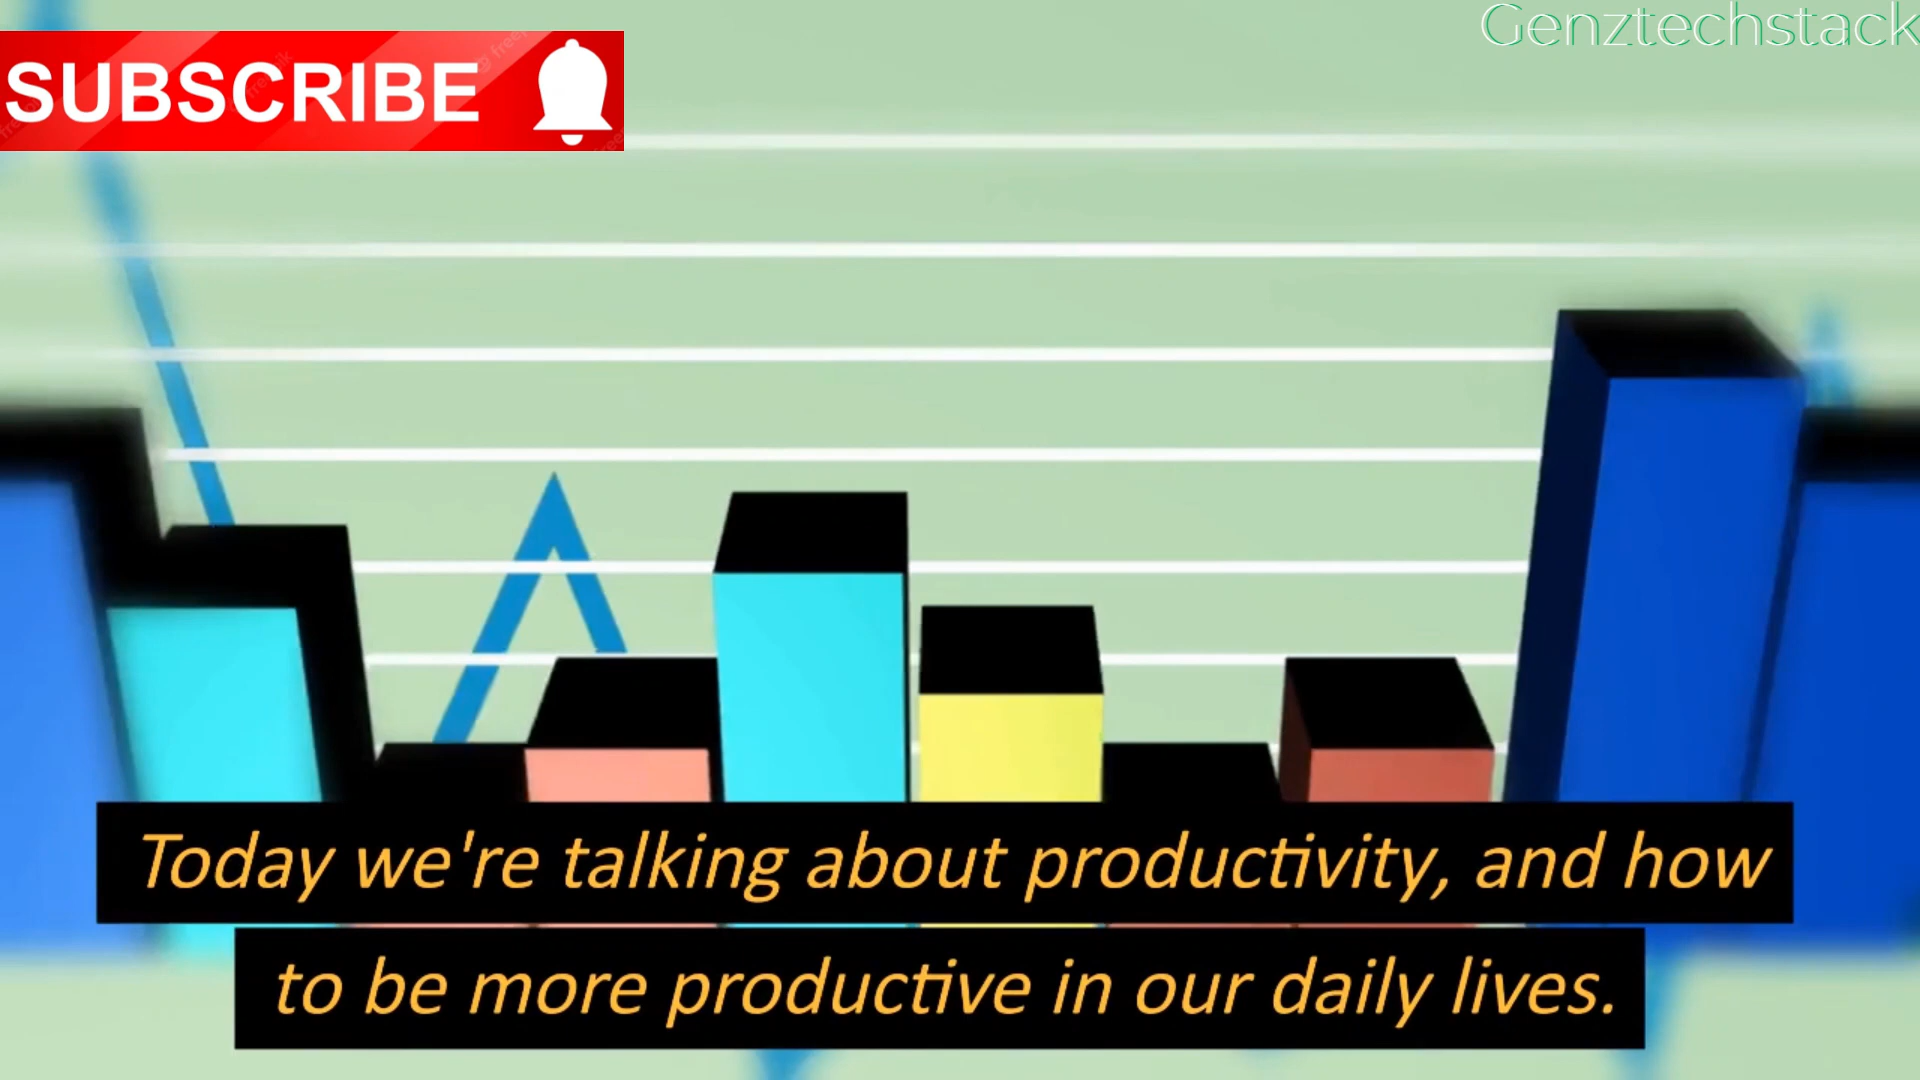 Genztechstack
SUBSCRIBE
Today we're talking about productivity, and how
to be more productive in our daily lives.